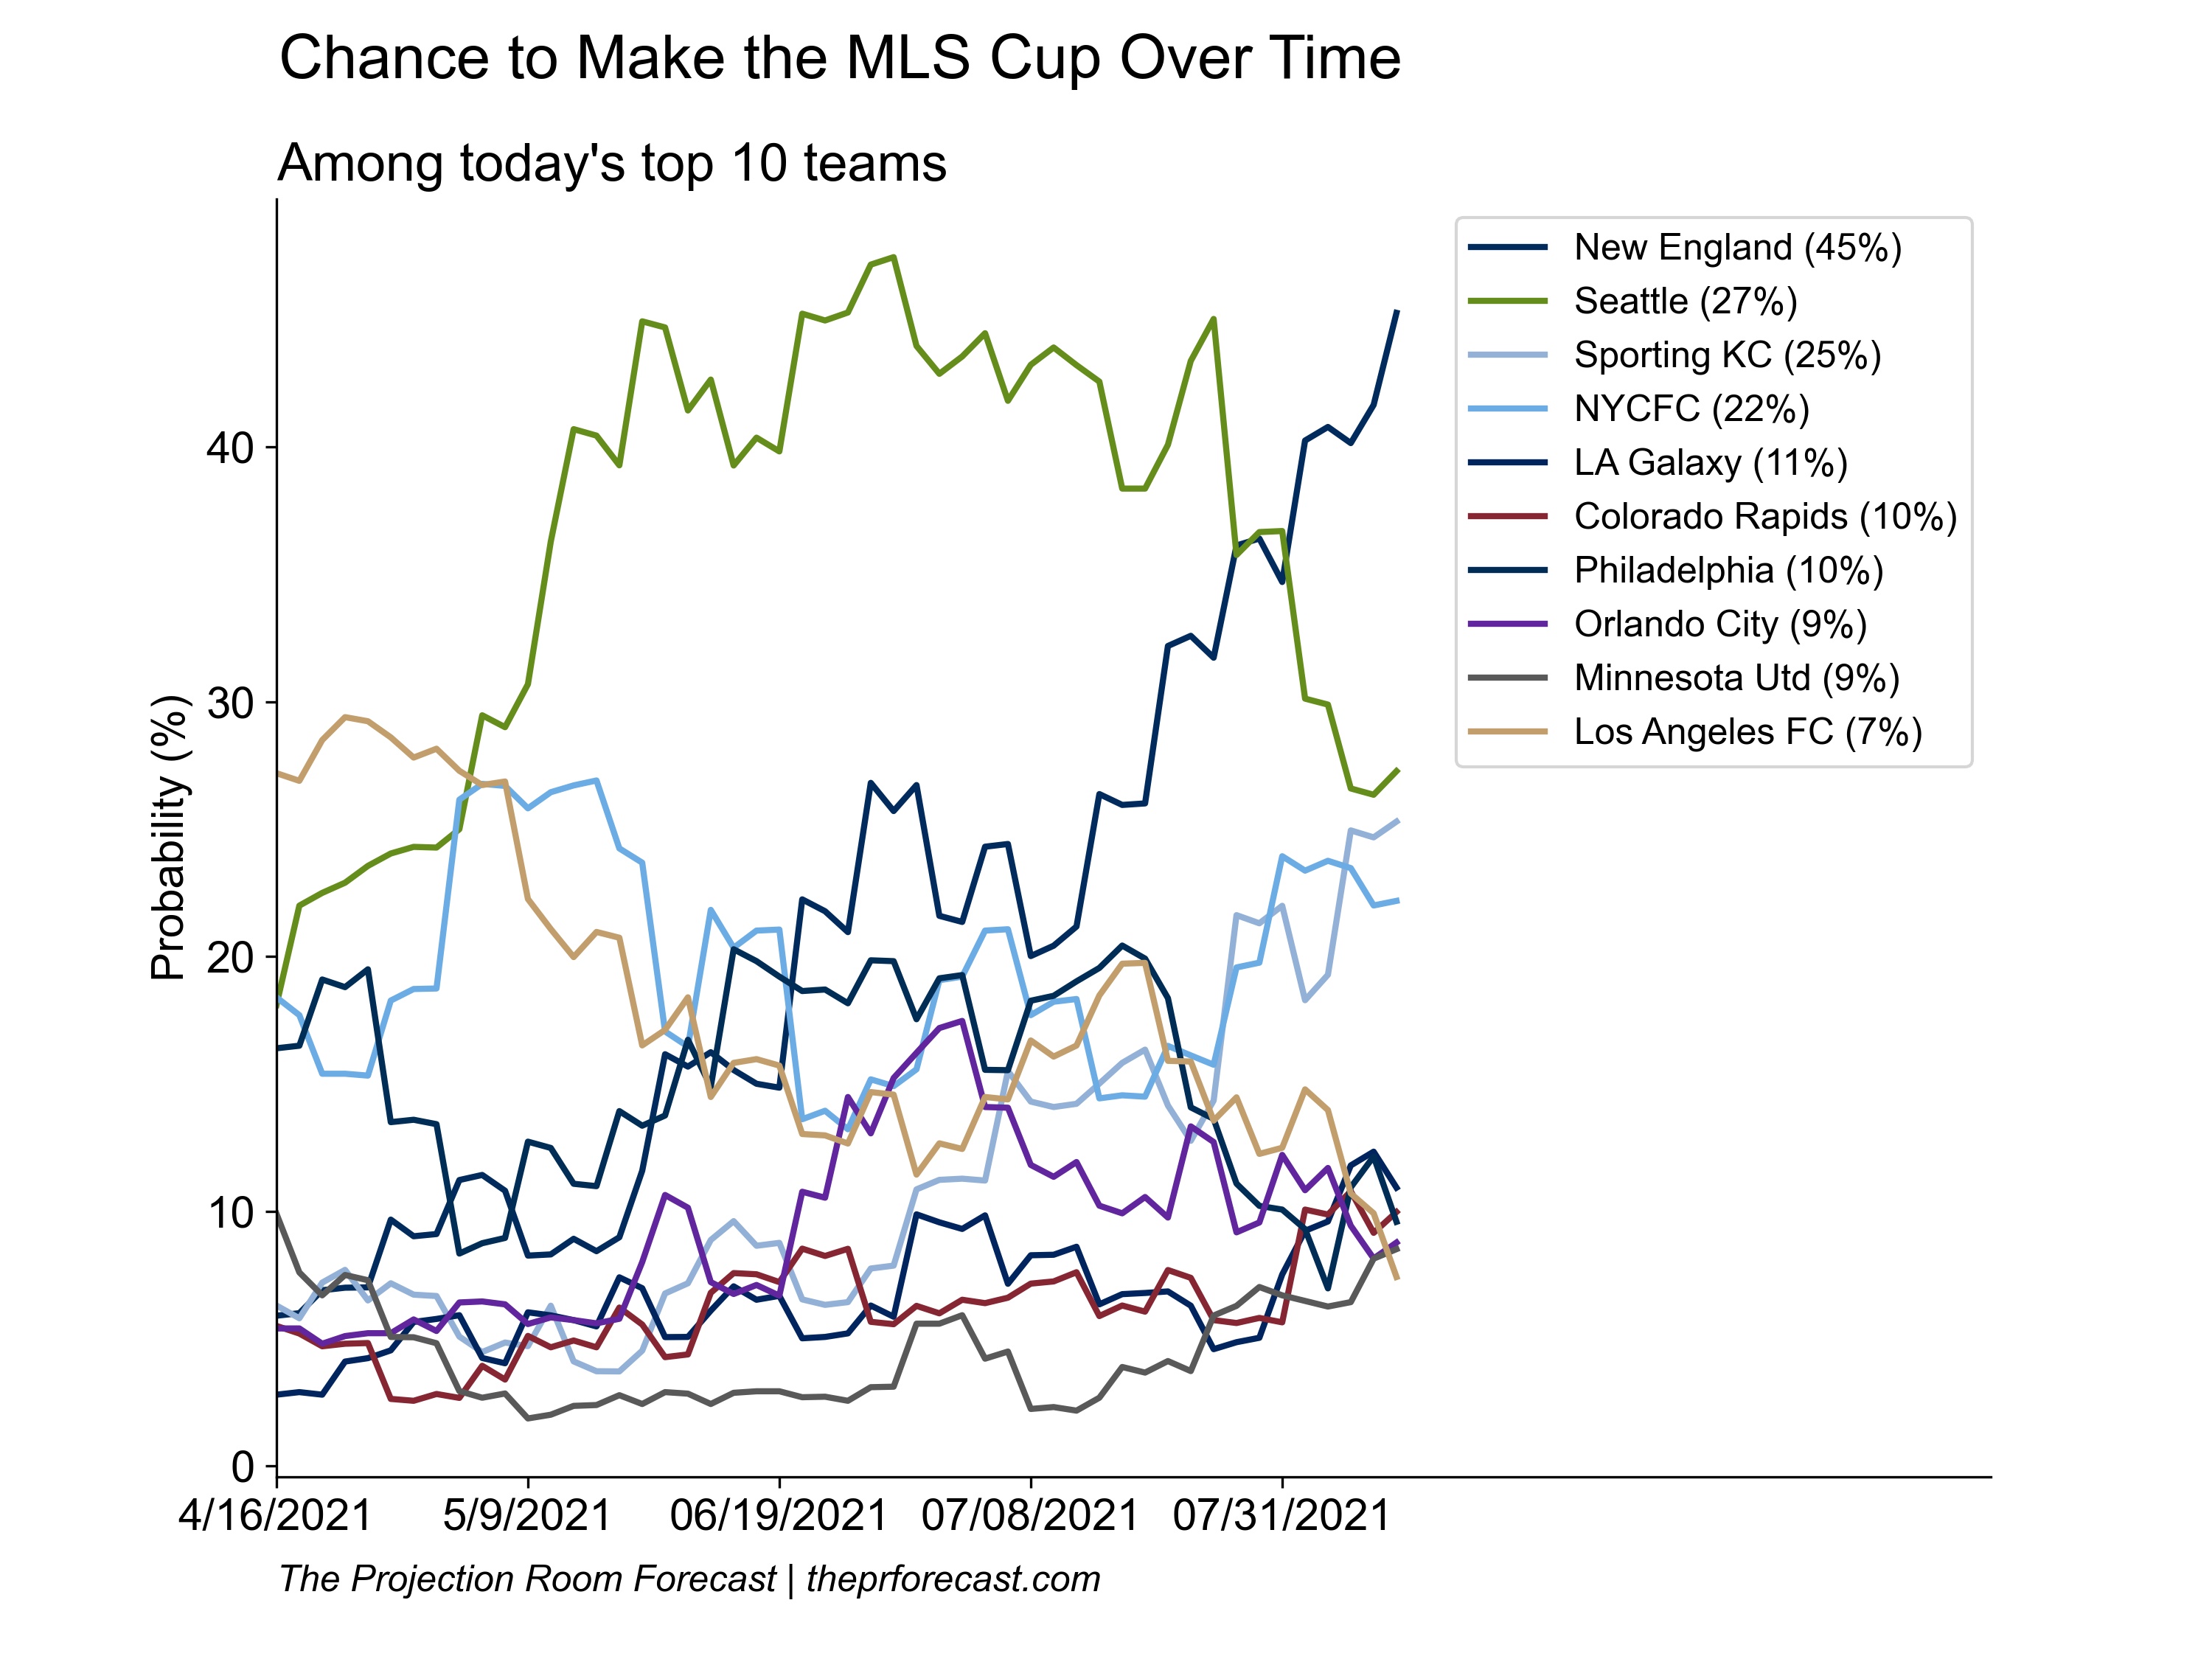 Chance to Make the MLS Cup Over Time
Among today's top 10 teams
New England (45%)
Seattle (27%)
Sporting KC (25%)
NYCFC (22%)
LA Galaxy (11%)
Colorado Rapids (10%)
Philadelphia (10%)
Orlando City (9%)
Minnesota Utd (9%)
Los Angeles FC (7%)
Probability (%)
40
30
20
10
0
4/16/2021 5/9/2021 06/19/2021 07/08/2021 07/31/2021
The Projection Room Forecast | theprforecast.com